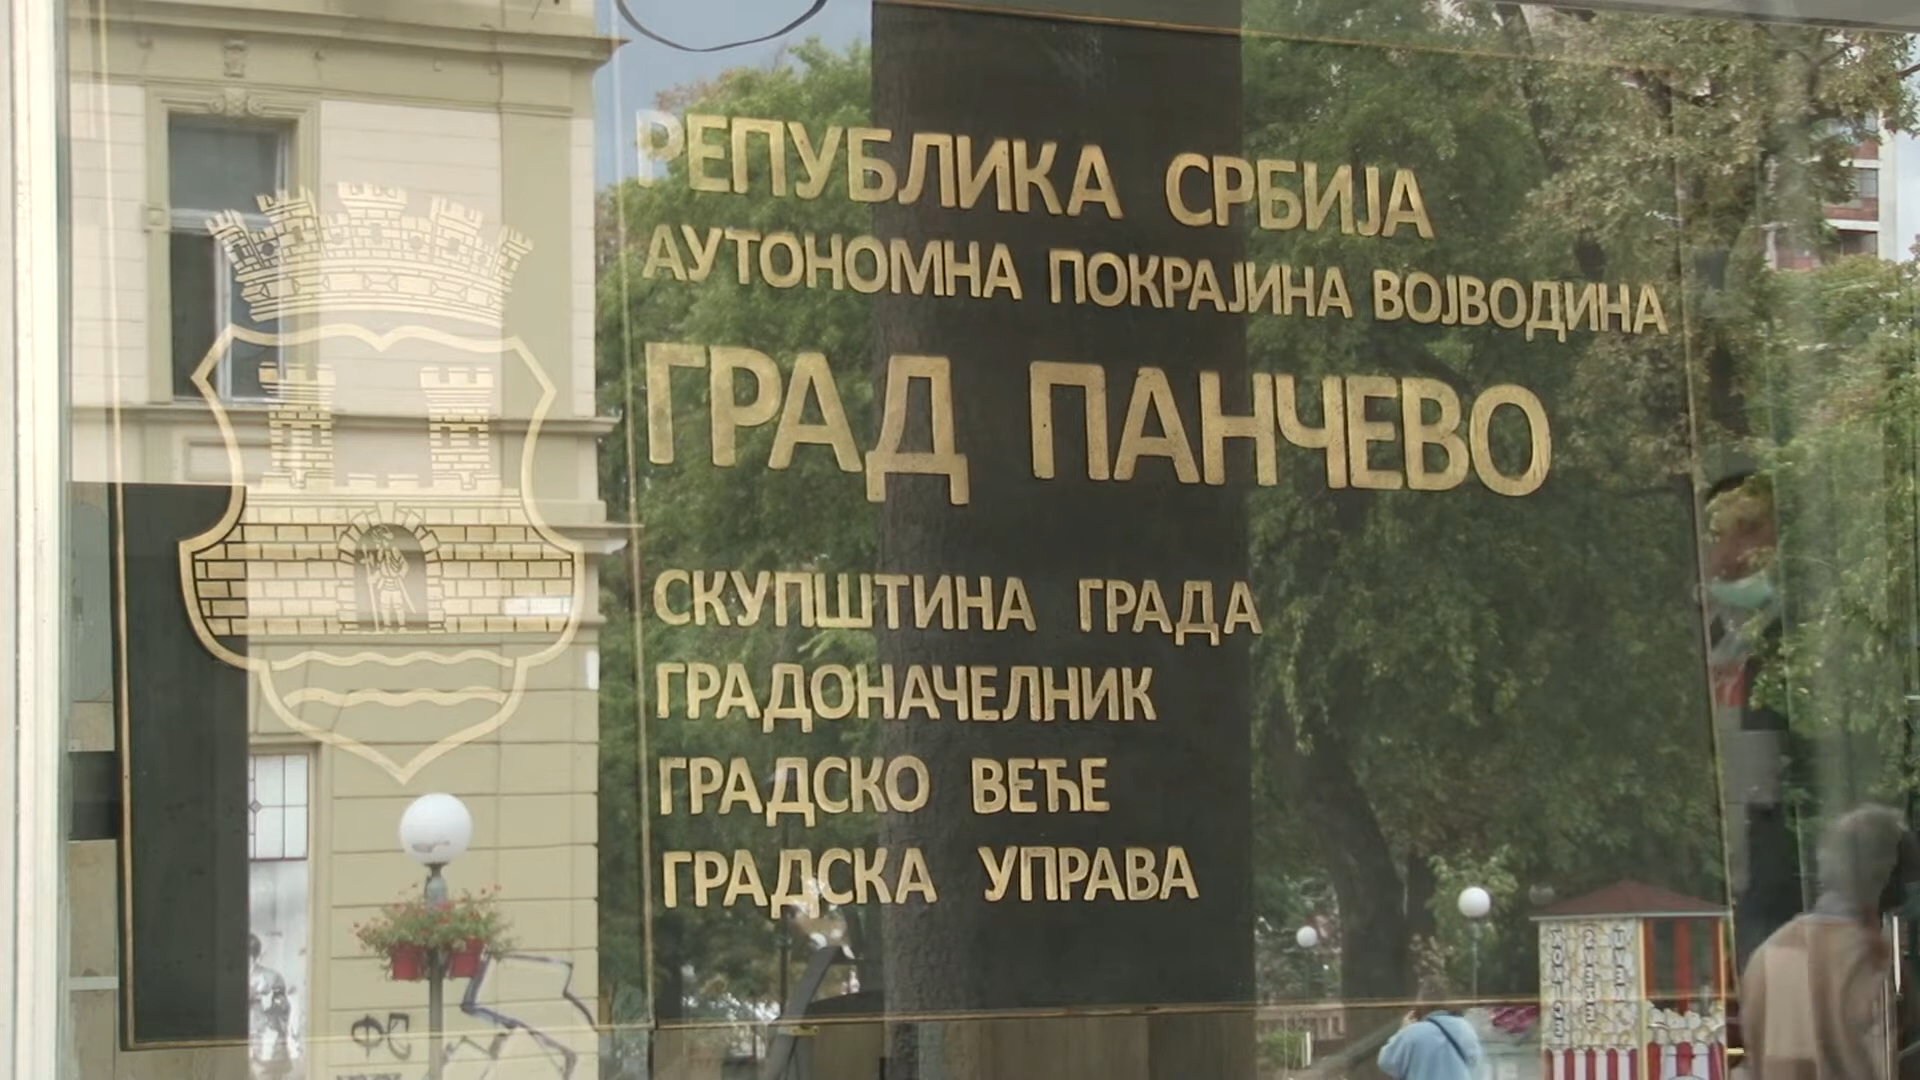 РЕПУБЛИКА СРБИЈА
АУТОНОМНА ПОКРАЈИНА ВОЈВОДИНА
ГРАД ПАНЧЕВО
СКУПШТИНА ГРАДА
ГРАДОНАЧЕЛНИК
ГРАДСКО ВЕЋЕ
ГРАДСКА УПРАВА